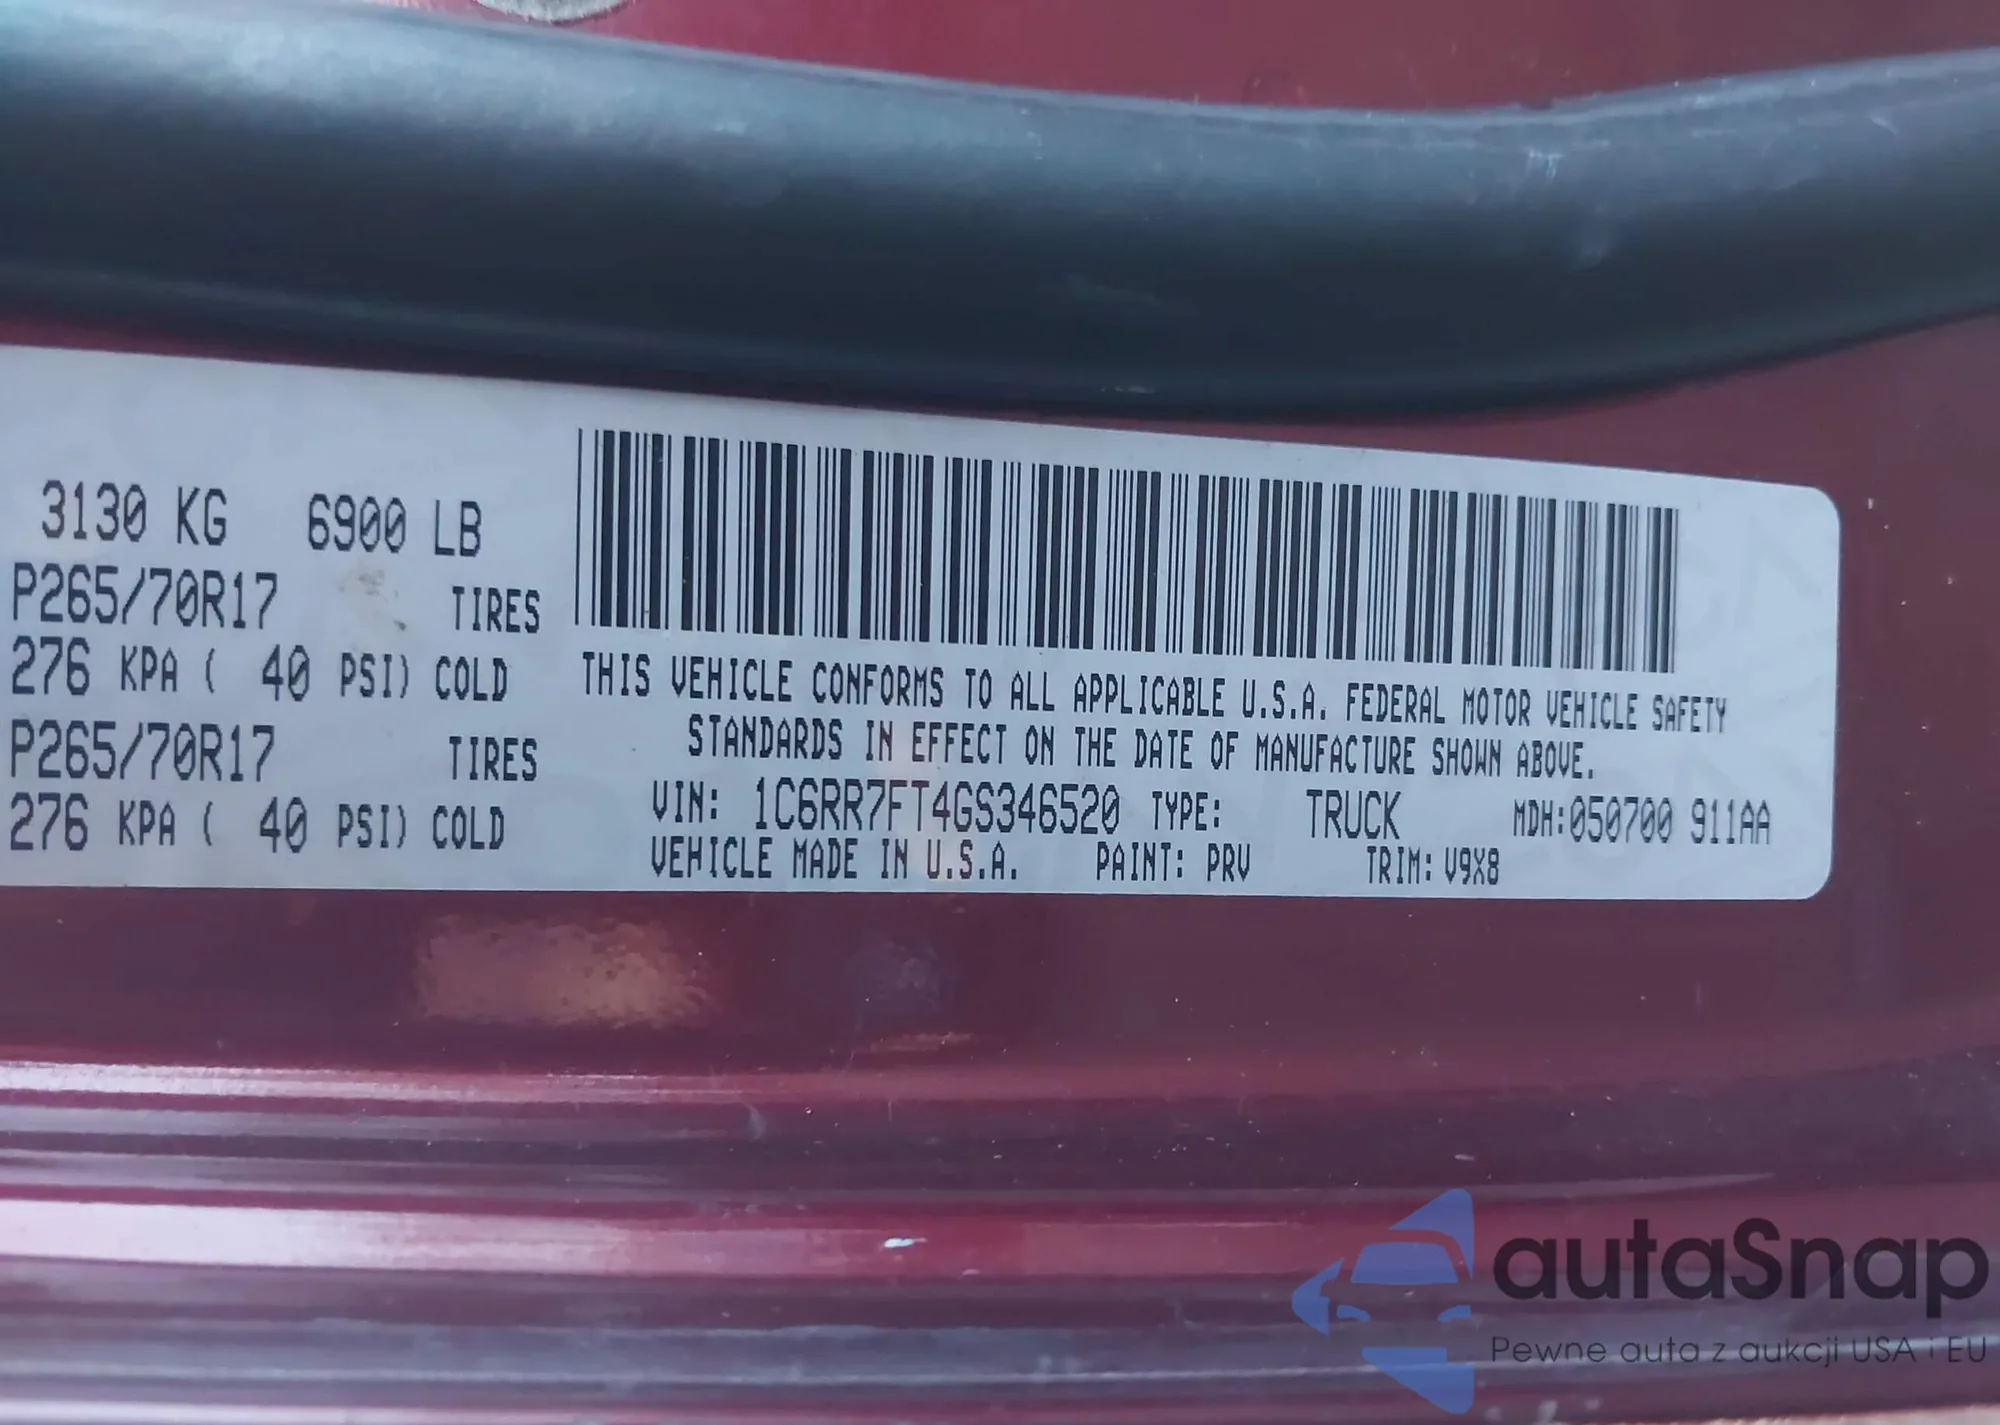 3130 KG 6900 LB
P265/70R17 TIRES
276 KPA ( 40 PSI) COLD
P265/70R17 TIRES
276 KPA ( 40 PSI) COLD
THIS VEHICLE CONFORMS TO ALL APPLICABLE U.S.A. FEDERAL MOTOR VEHICLE SAFETY
STANDARDS IN EFFECT ON THE DATE OF MANUFACTURE SHOWN ABOVE.
VIN: 1C6RR7FT4GS346520 TYPE: TRUCK MDH:050700 911AA
VEHICLE MADE IN U.S.A. PAINT: PRV TRIM: V9X8
autaSnap
Pewne auta z aukcji USA i EU